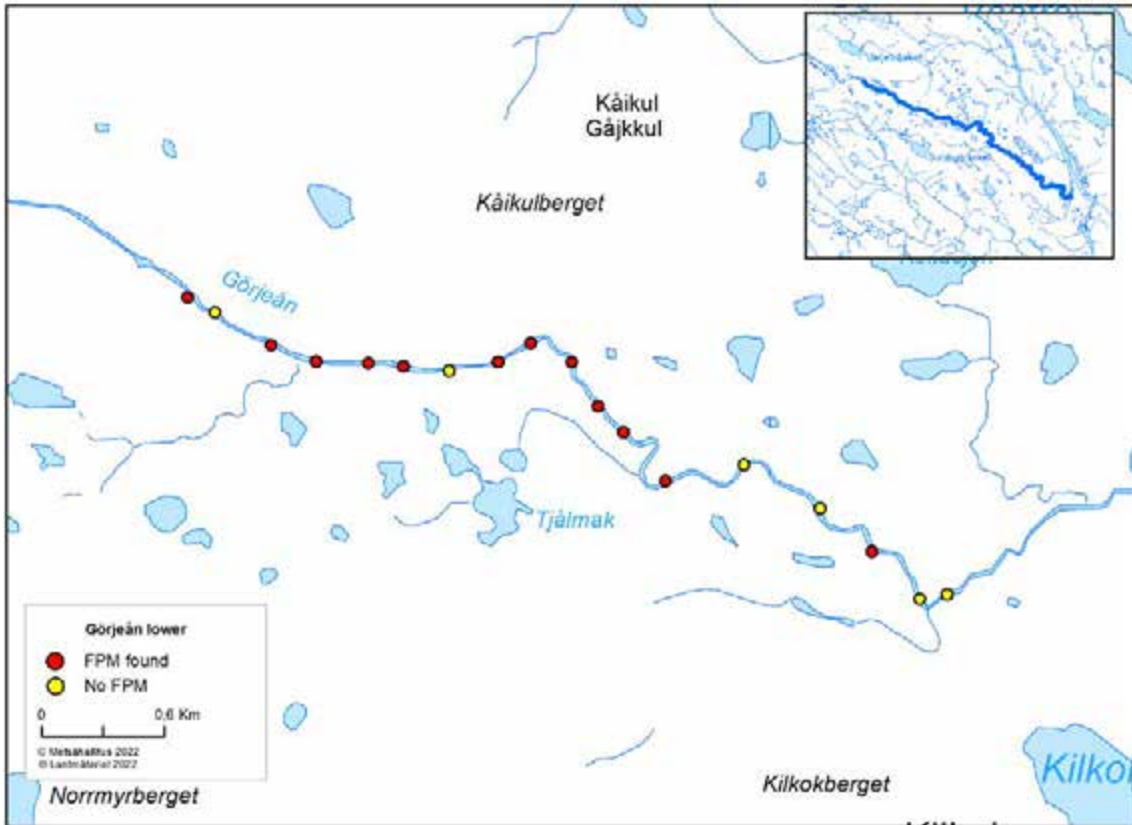 Kåikul
Gåjkkul
Kåikulberget
Görjeån
Tjålmak
Görjeån lower
FPM found
No FPM
0 0,6 Km
© Metsähallitus 2022
© Lantmäteriet 2022
Norrmyrberget
Kilkokberget